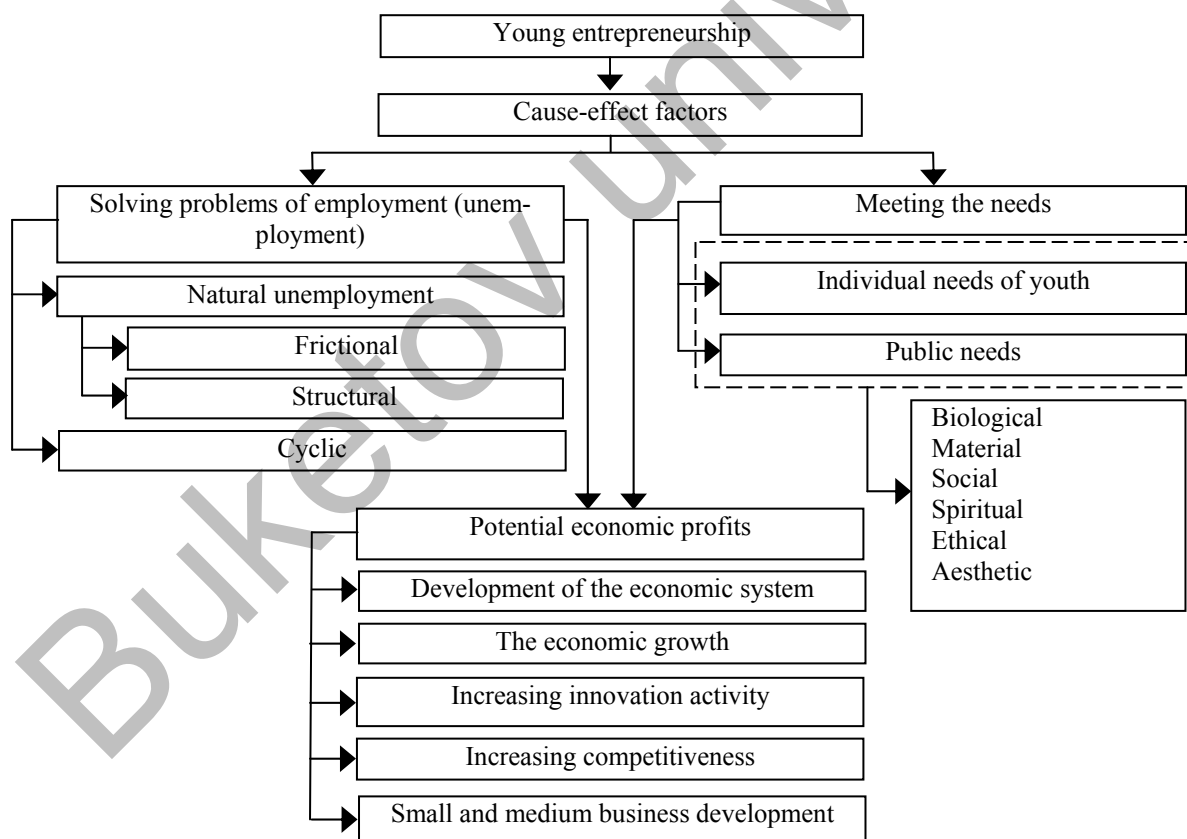 Young entrepreneurship
Cause-effect factors
Solving problems of employment (unem-
ployment)
Natural unemployment
Frictional
Structural
Cyclic
Meeting the needs
Individual needs of youth
Public needs
Biological
Material
Social
Spiritual
Ethical
Aesthetic
Potential economic profits
Development of the economic system
The economic growth
Increasing innovation activity
Increasing competitiveness
Small and medium business development
Buketov univ